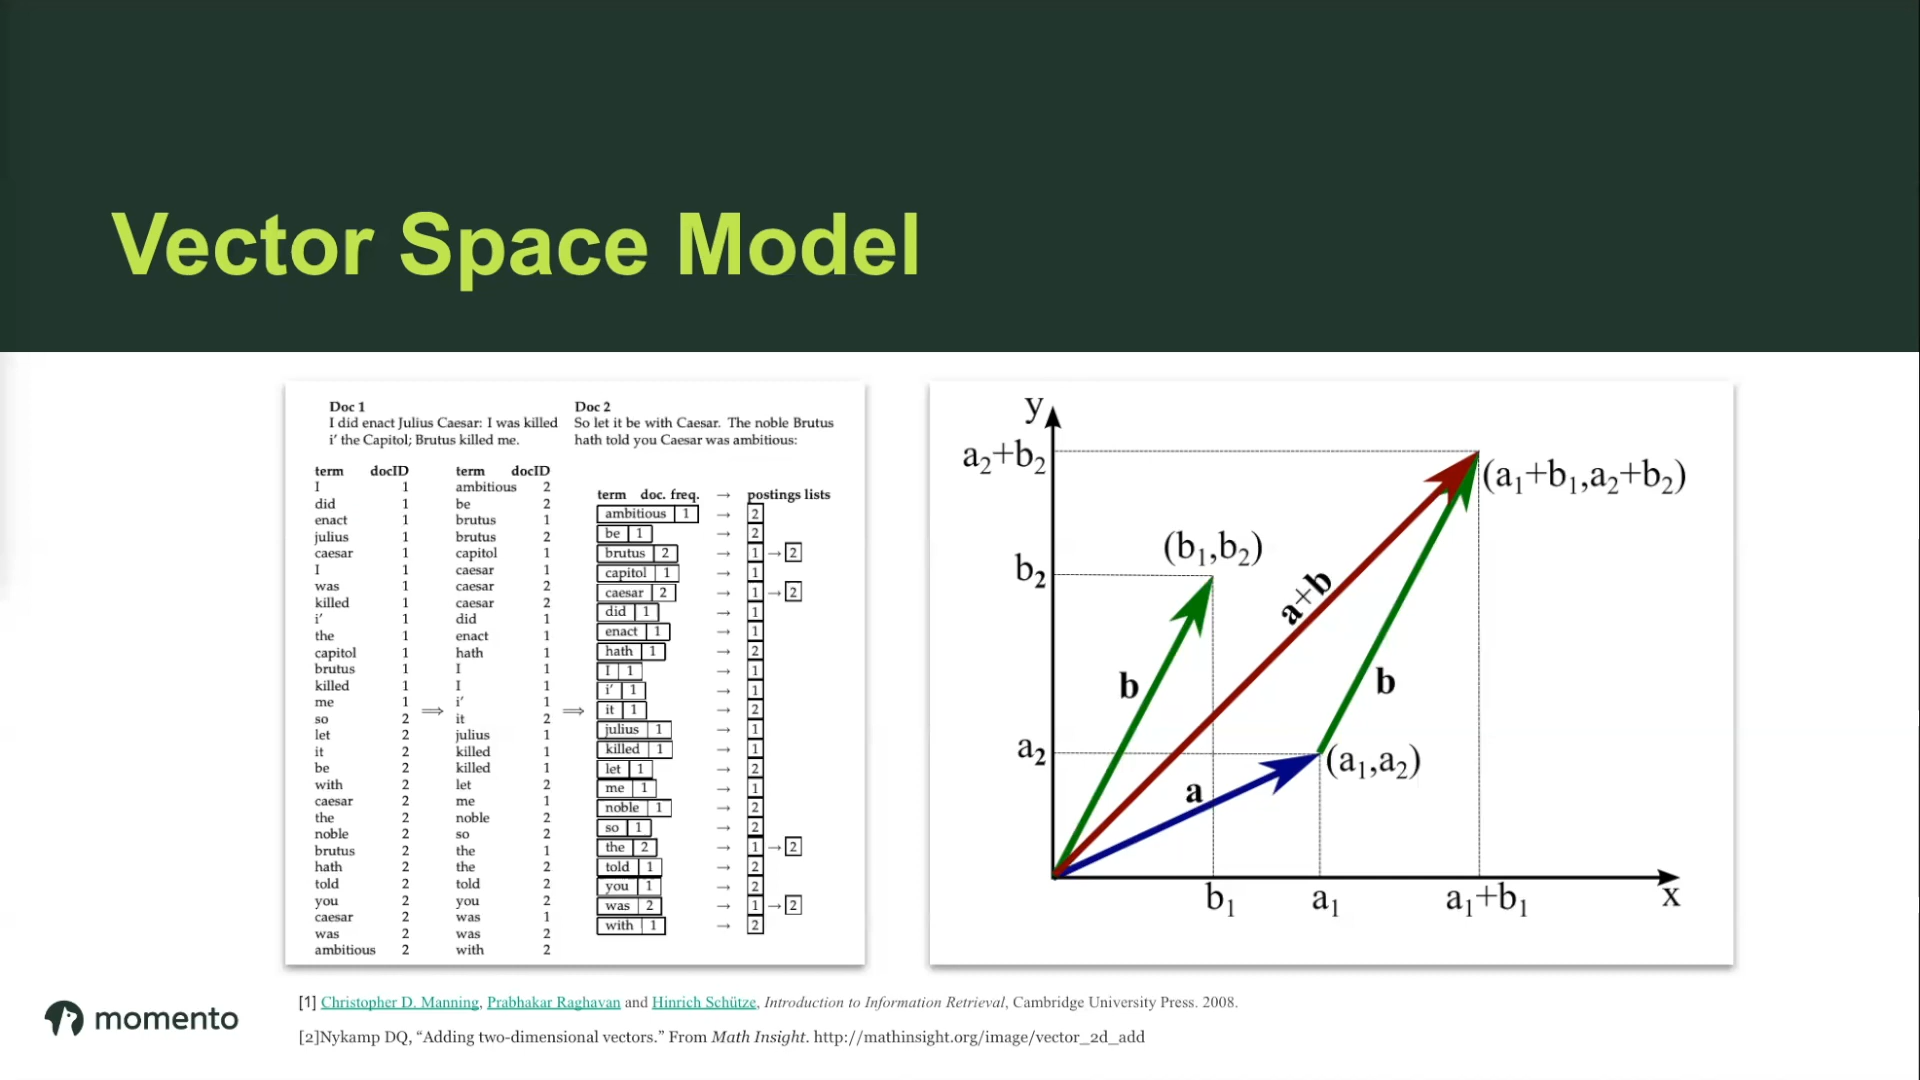 Vector Space Model
Doc 1
I did enact Julius Caesar: I was killed
i′ the Capitol; Brutus killed me.
Doc 2
So let it be with Caesar. The noble Brutus
hath told you Caesar was ambitious:
term docID
I 1
did 1
enact 1
julius 1
caesar 1
I 1
was 1
killed 1
i′ 1
the 1
capitol 1
brutus 1
killed 1
me 1
so 2
let 2
it 2
be 2
with 2
caesar 2
the 2
noble 2
brutus 2
hath 2
told 2
you 2
caesar 2
was 2
ambitious 2
⇒
term docID
ambitious 2
be 2
brutus 1
brutus 2
capitol 1
caesar 1
caesar 2
caesar 2
did 1
enact 1
hath 1
I 1
I 1
i′ 1
it 2
julius 1
killed 1
killed 1
let 2
me 1
noble 2
so 2
the 1
the 2
told 2
you 2
was 1
was 2
with 2
⇒
term doc. freq. → postings lists
ambitious 1 → 2
be 1 → 2
brutus 2 → 1 → 2
capitol 1 → 1
caesar 2 → 1 → 2
did 1 → 1
enact 1 → 1
hath 1 → 2
I 1 → 1
i′ 1 → 1
it 1 → 2
julius 1 → 1
killed 1 → 1
let 1 → 2
me 1 → 1
noble 1 → 2
so 1 → 2
the 2 → 1 → 2
told 1 → 2
you 1 → 2
was 2 → 1 → 2
with 1 → 2
y
a₂+b₂
(a₁+b₁,a₂+b₂)
(b₁,b₂)
b₂
a+b
b
b
a₂
(a₁,a₂)
a
b₁ a₁ a₁+b₁ x
[1] Christopher D. Manning, Prabhakar Raghavan and Hinrich Schütze, Introduction to Information Retrieval, Cambridge University Press. 2008.
momento
[2]Nykamp DQ, “Adding two-dimensional vectors.” From Math Insight. http://mathinsight.org/image/vector_2d_add